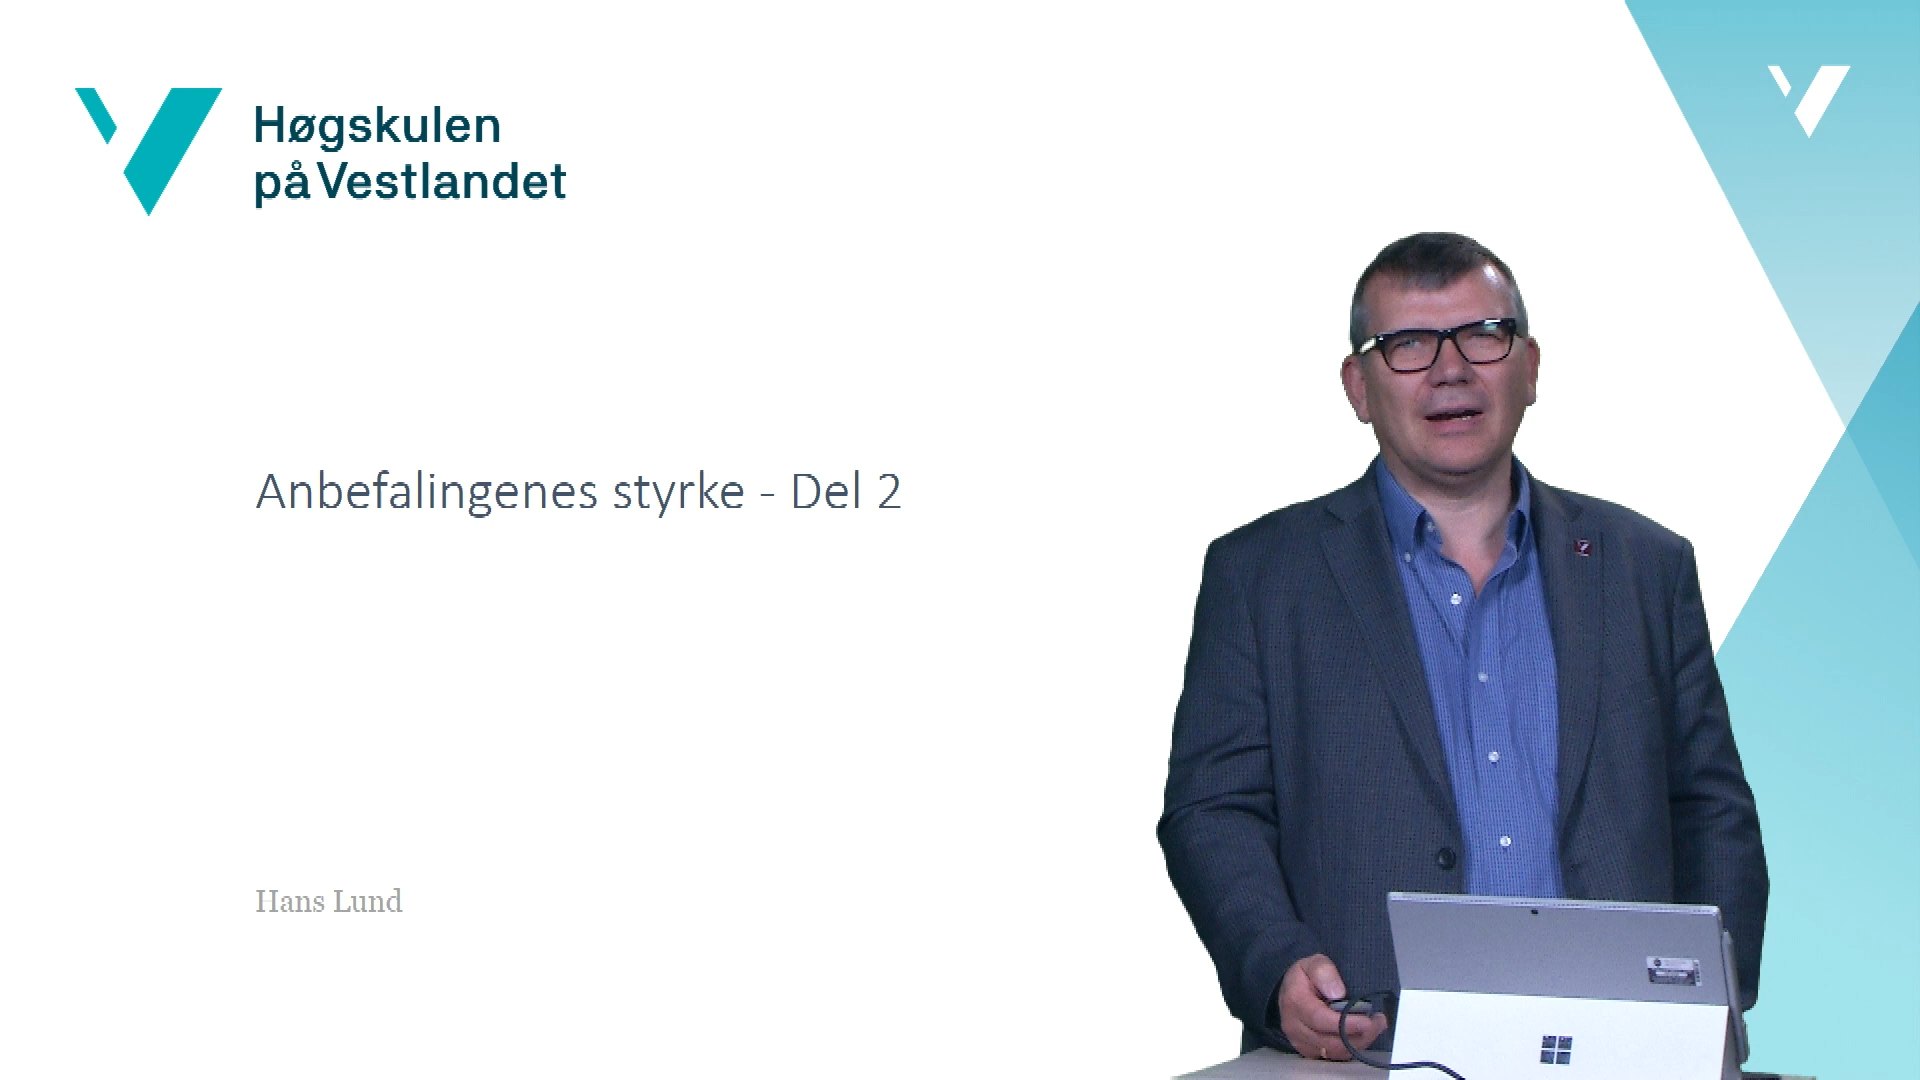 Høgskulen
på Vestlandet
Anbefalingenes styrke - Del 2
Hans Lund